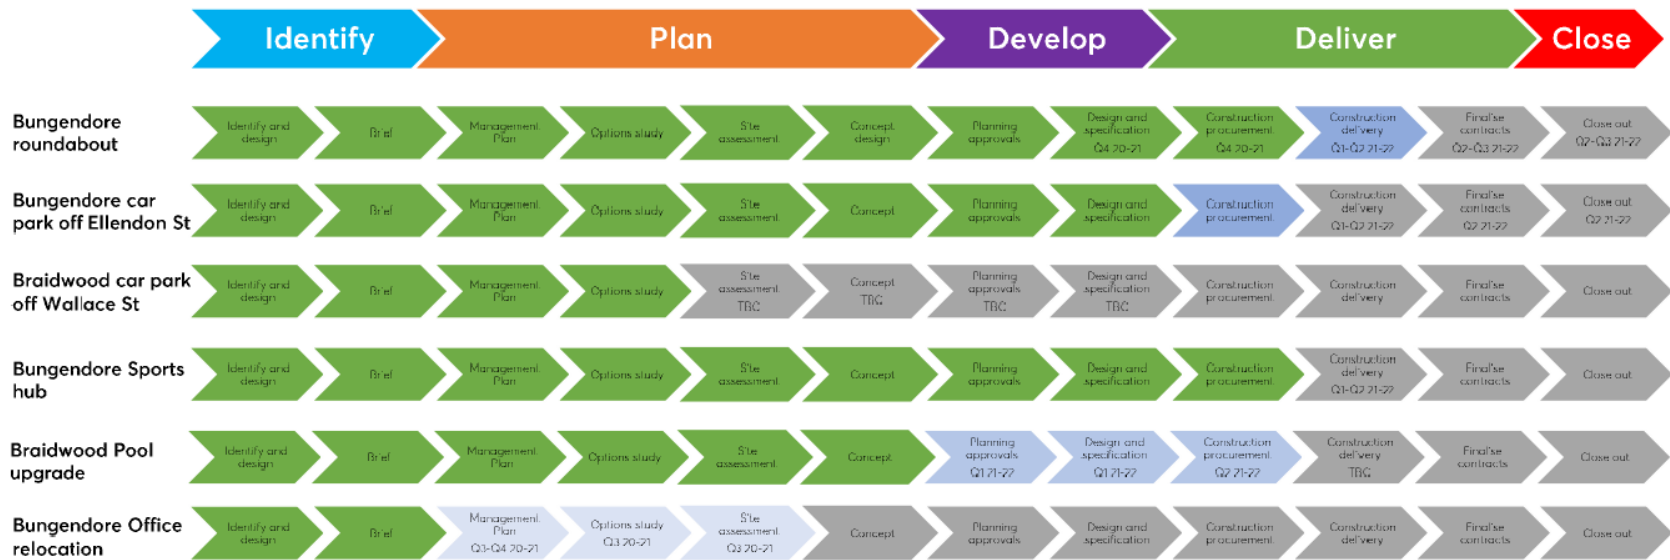 Identify Plan Develop Deliver Close
Bungendore
roundabout
Identify and
design
Brief
Management
Plan
Options study
Site
assessment
Concept
design
Planning
approvals
Design and
specification
Q4 20-21
Construction
procurement
Q4 20-21
Construction
delivery
Q1-Q2 21-22
Finalise
contracts
Q2-Q3 21-22
Close out
Q2-Q3 21-22
Bungendore car
park off Ellendon St
Identify and
design
Brief
Management
Plan
Options study
Site
assessment
Concept
Planning
approvals
Design and
specification
Construction
procurement
Construction
delivery
Q1-Q2 21-22
Finalise
contracts
Q2 21-22
Close out
Q2 21-22
Braidwood car park
off Wallace St
Identify and
design
Brief
Management
Plan
Options study
Site
assessment
TBC
Concept
TBC
Planning
approvals
TBC
Design and
specification
TBC
Construction
procurement
Construction
delivery
Finalise
contracts
Close out
Bungendore Sports
hub
Identify and
design
Brief
Management
Plan
Options study
Site
assessment
Concept
Planning
approvals
Design and
specification
Construction
procurement
Construction
delivery
Q1-Q2 21-22
Finalise
contracts
Close out
Braidwood Pool
upgrade
Identify and
design
Brief
Management
Plan
Options study
Site
assessment
Concept
Planning
approvals
Q1 21-22
Design and
specification
Q1 21-22
Construction
procurement
Q2 21-22
Construction
delivery
TBC
Finalise
contracts
Close out
Bungendore Office
relocation
Identify and
design
Brief
Management
Plan
Q3-Q4 20-21
Options study
Q3 20-21
Site
assessment
Q3 20-21
Concept
Planning
approvals
Design and
specification
Construction
procurement
Construction
delivery
Finalise
contracts
Close out